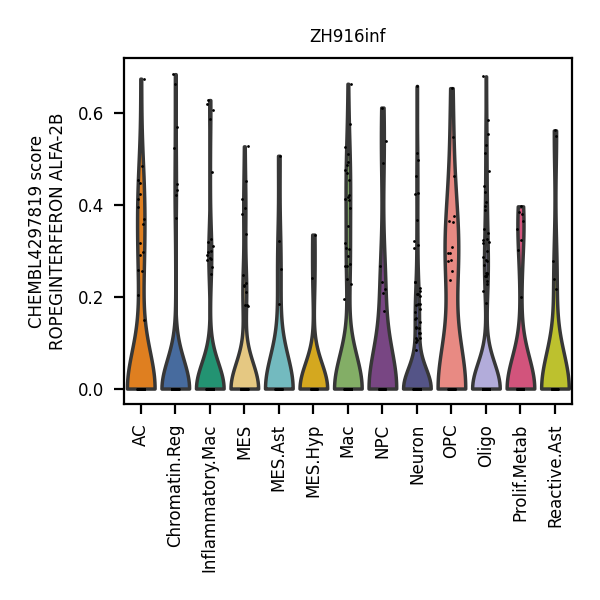 ZH916inf
CHEMBL4297819 score
ROPEGINTERFERON ALFA-2B
0.6
0.4
0.2
0.0
AC
Chromatin.Reg
Inflammatory.Mac
MES
MES.Ast
MES.Hyp
Mac
NPC
Neuron
OPC
Oligo
Prolif.Metab
Reactive.Ast